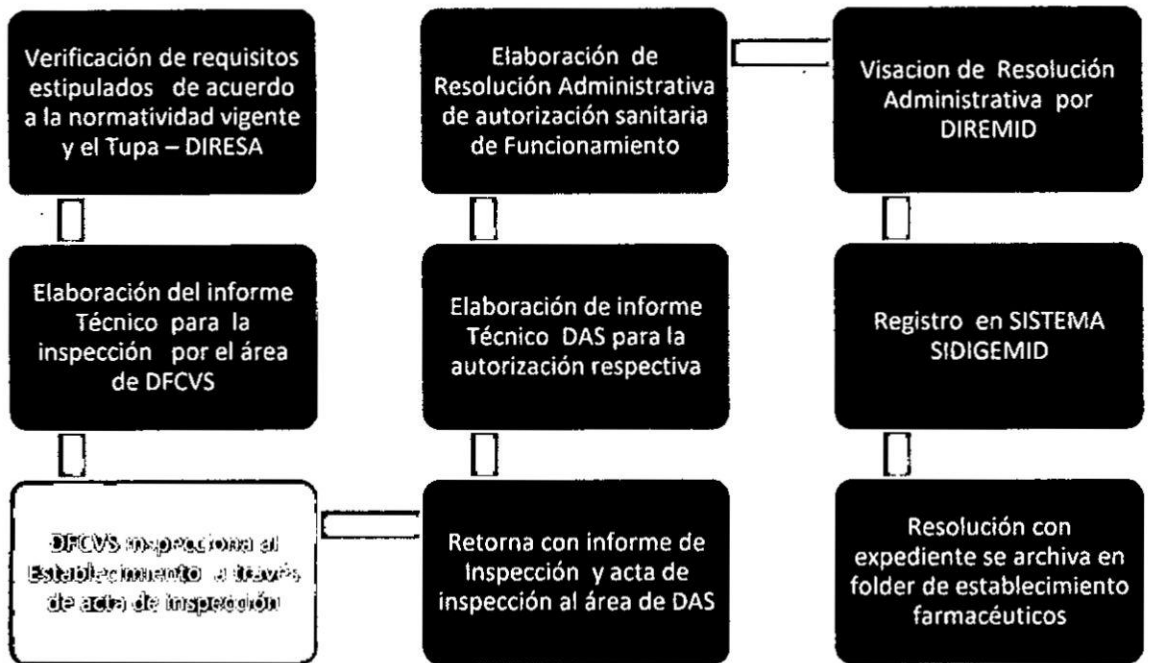 Verificación de requisitos
estipulados de acuerdo
a la normatividad vigente
y el Tupa – DIRESA
Elaboración del informe
Técnico para la
inspección por el área
de DFCVS
DFCVS inspecciona al
Establecimiento a través
de acta de inspección
Retorna con informe de
Inspección y acta de
inspección al área de DAS
Elaboración de informe
Técnico DAS para la
autorización respectiva
Elaboración de
Resolución Administrativa
de autorización sanitaria
de Funcionamiento
Visacion de Resolución
Administrativa por
DIREMID
Registro en SISTEMA
SIDIGEMID
Resolución con
expediente se archiva en
folder de establecimiento
farmacéuticos